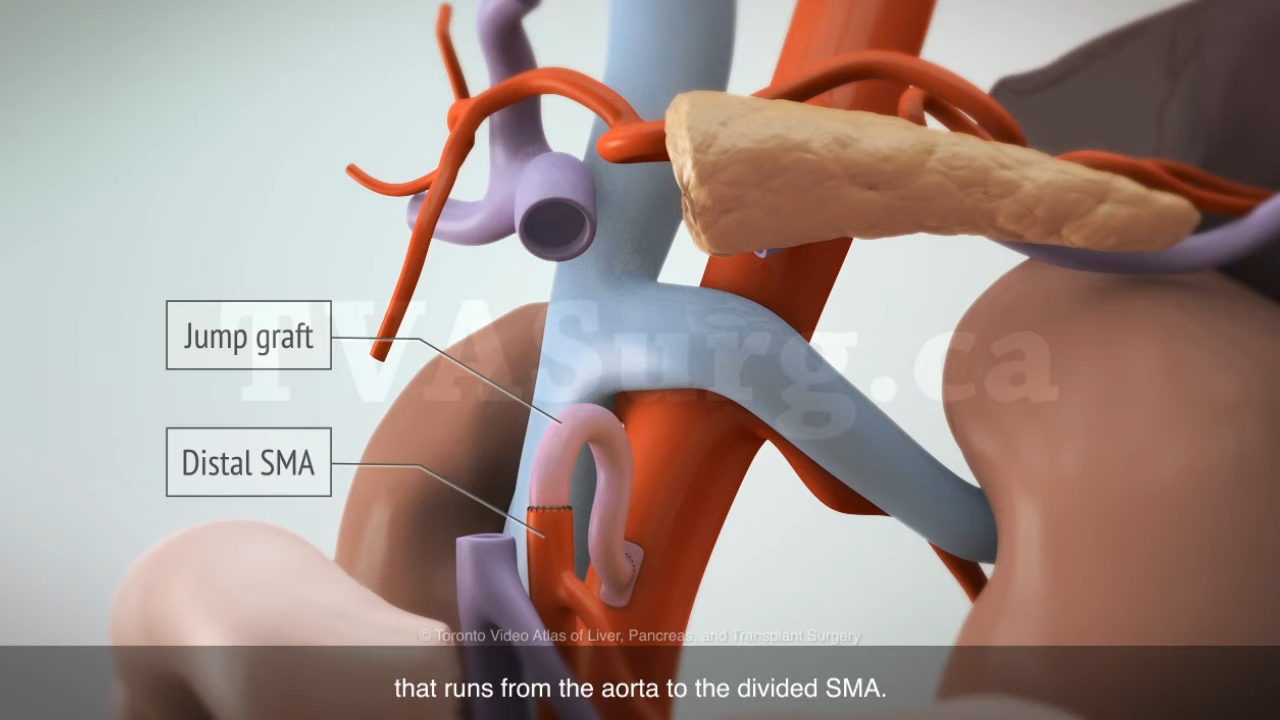 Jump graft
TVASurg.ca
Distal SMA
© Toronto Video Atlas of Liver, Pancreas, and Transplant Surgery
that runs from the aorta to the divided SMA.